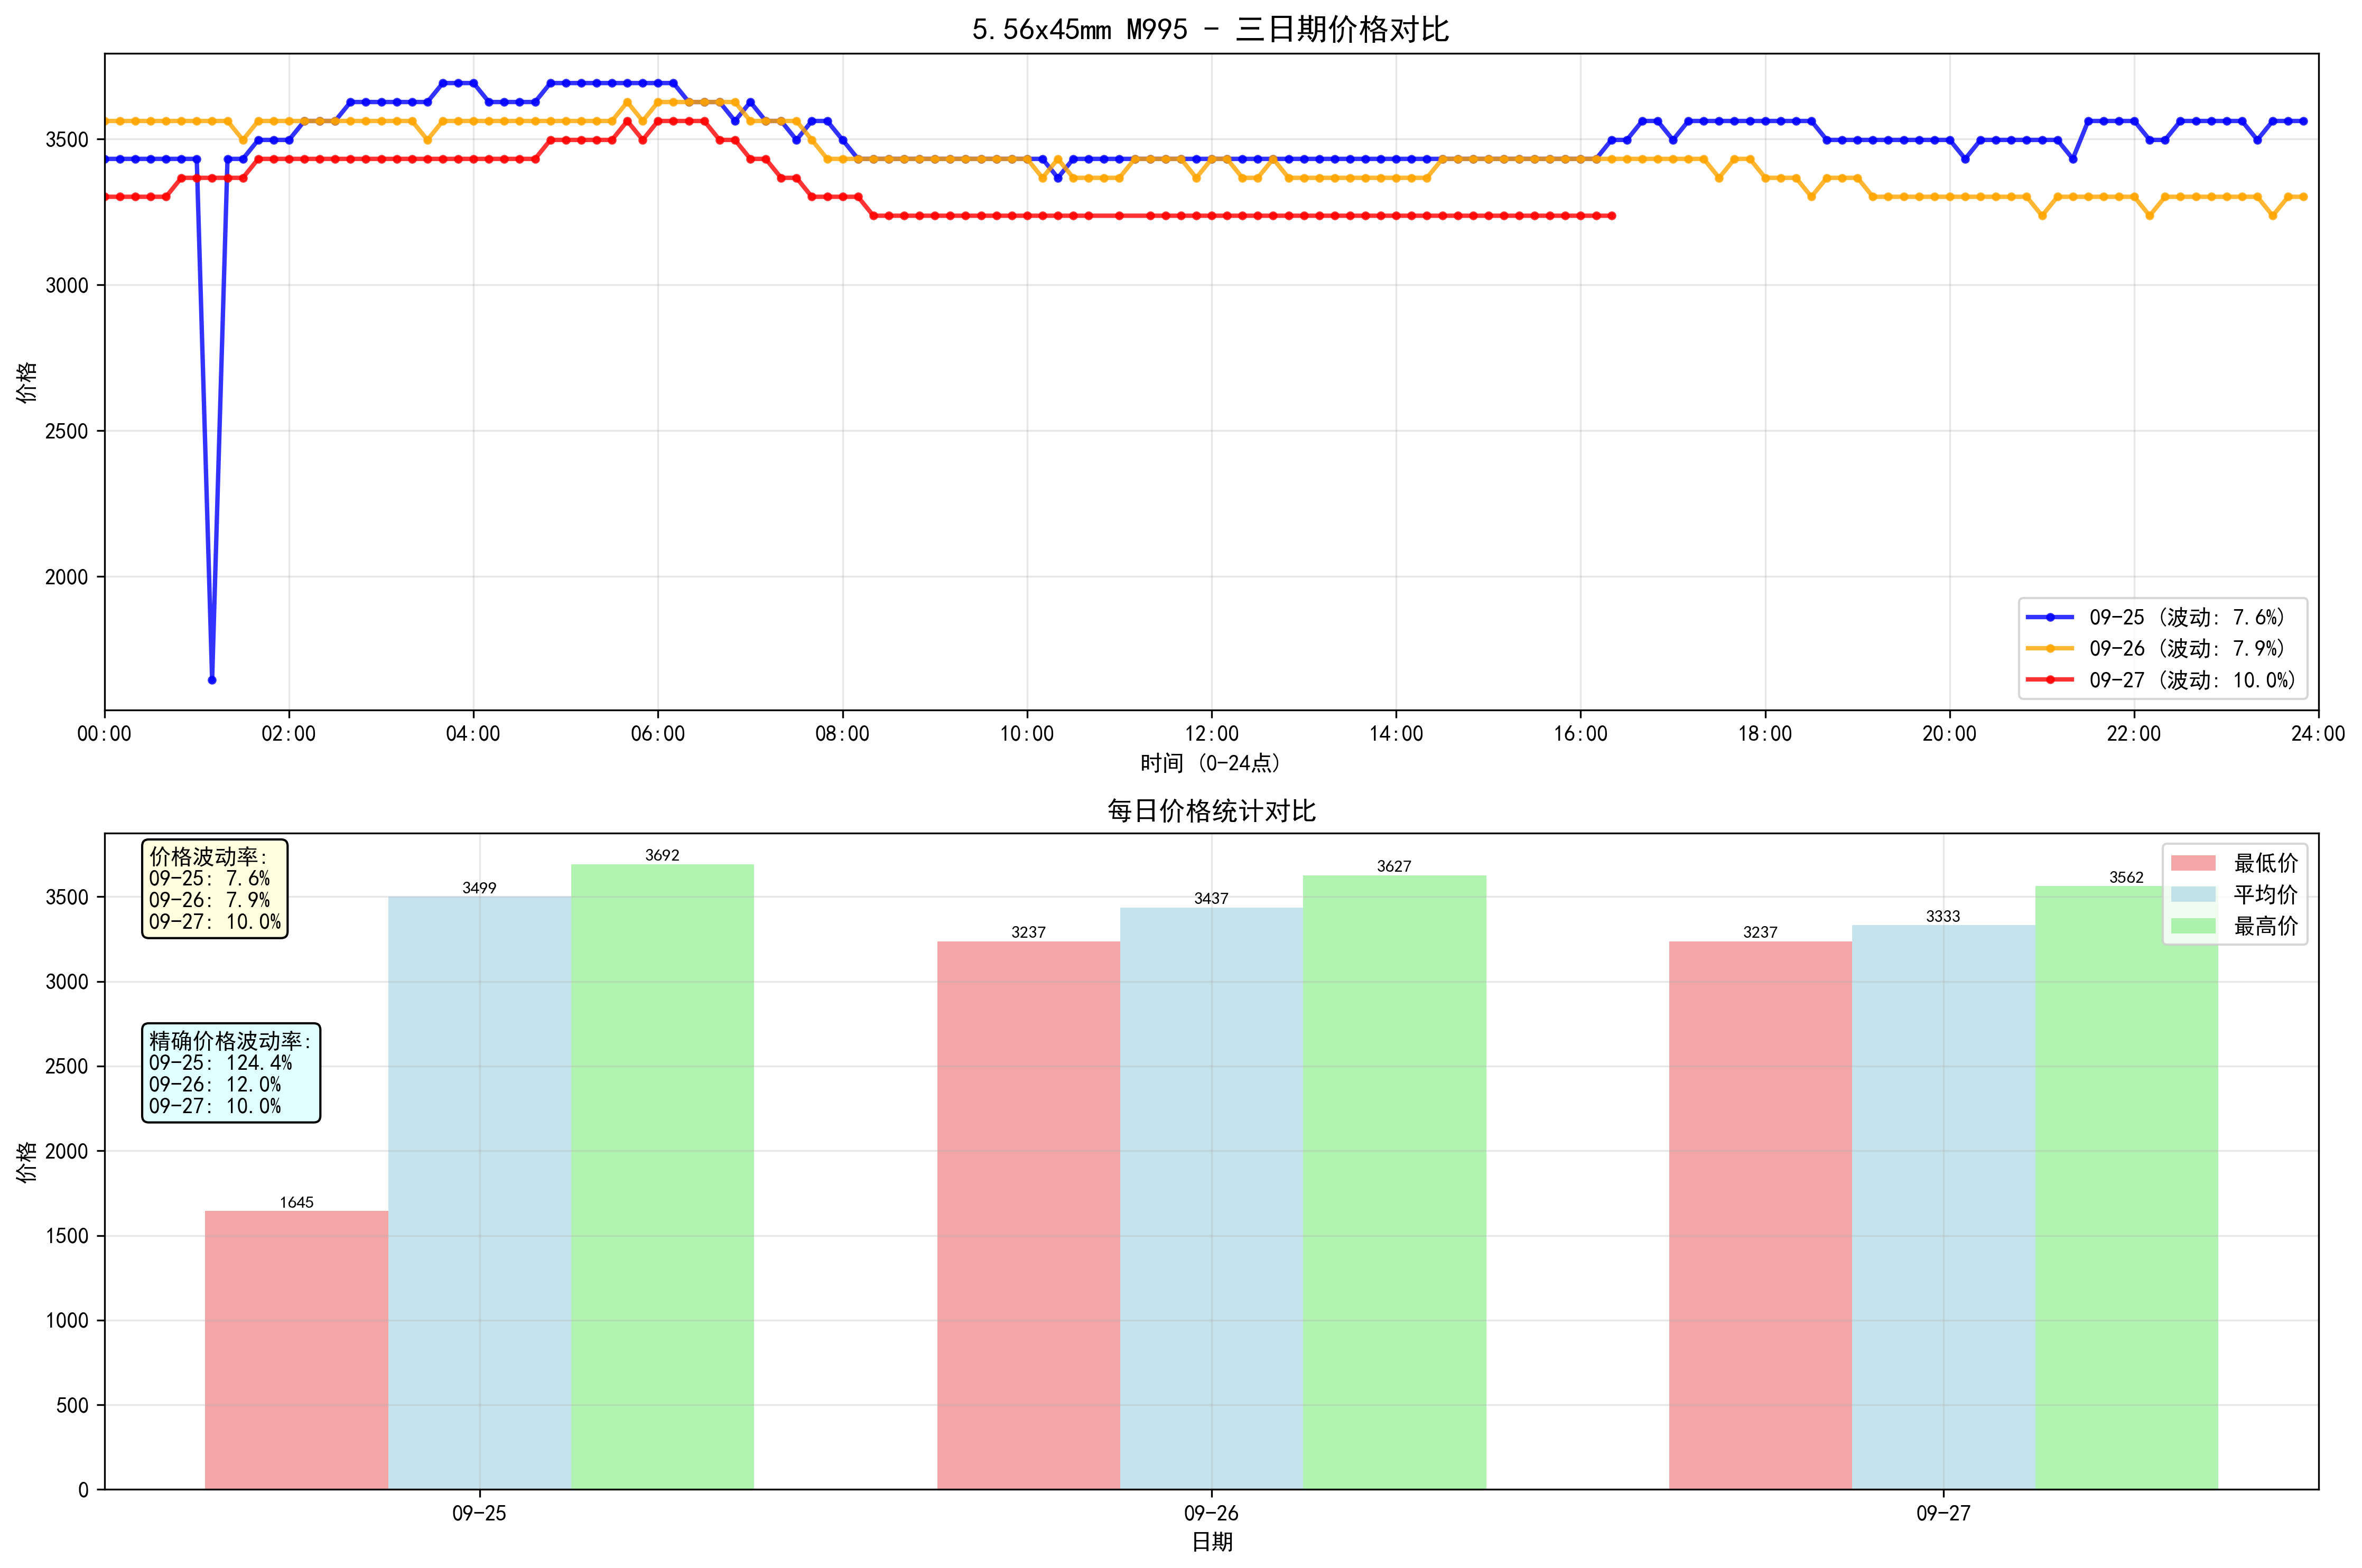 5.56x45mm M995 - 三日期价格对比
价格
3500
3000
2500
2000
09-25 (波动: 7.6%)
09-26 (波动: 7.9%)
09-27 (波动: 10.0%)
00:00 02:00 04:00 06:00 08:00 10:00 12:00 14:00 16:00 18:00 20:00 22:00 24:00
时间 (0-24点)
每日价格统计对比
价格
3500
3000
2500
2000
1500
1000
500
0
价格波动率:
09-25: 7.6%
09-26: 7.9%
09-27: 10.0%
精确价格波动率:
09-25: 124.4%
09-26: 12.0%
09-27: 10.0%
1645
3499
3692
3237
3437
3627
3237
3333
3562
最低价
平均价
最高价
09-25 09-26 09-27
日期